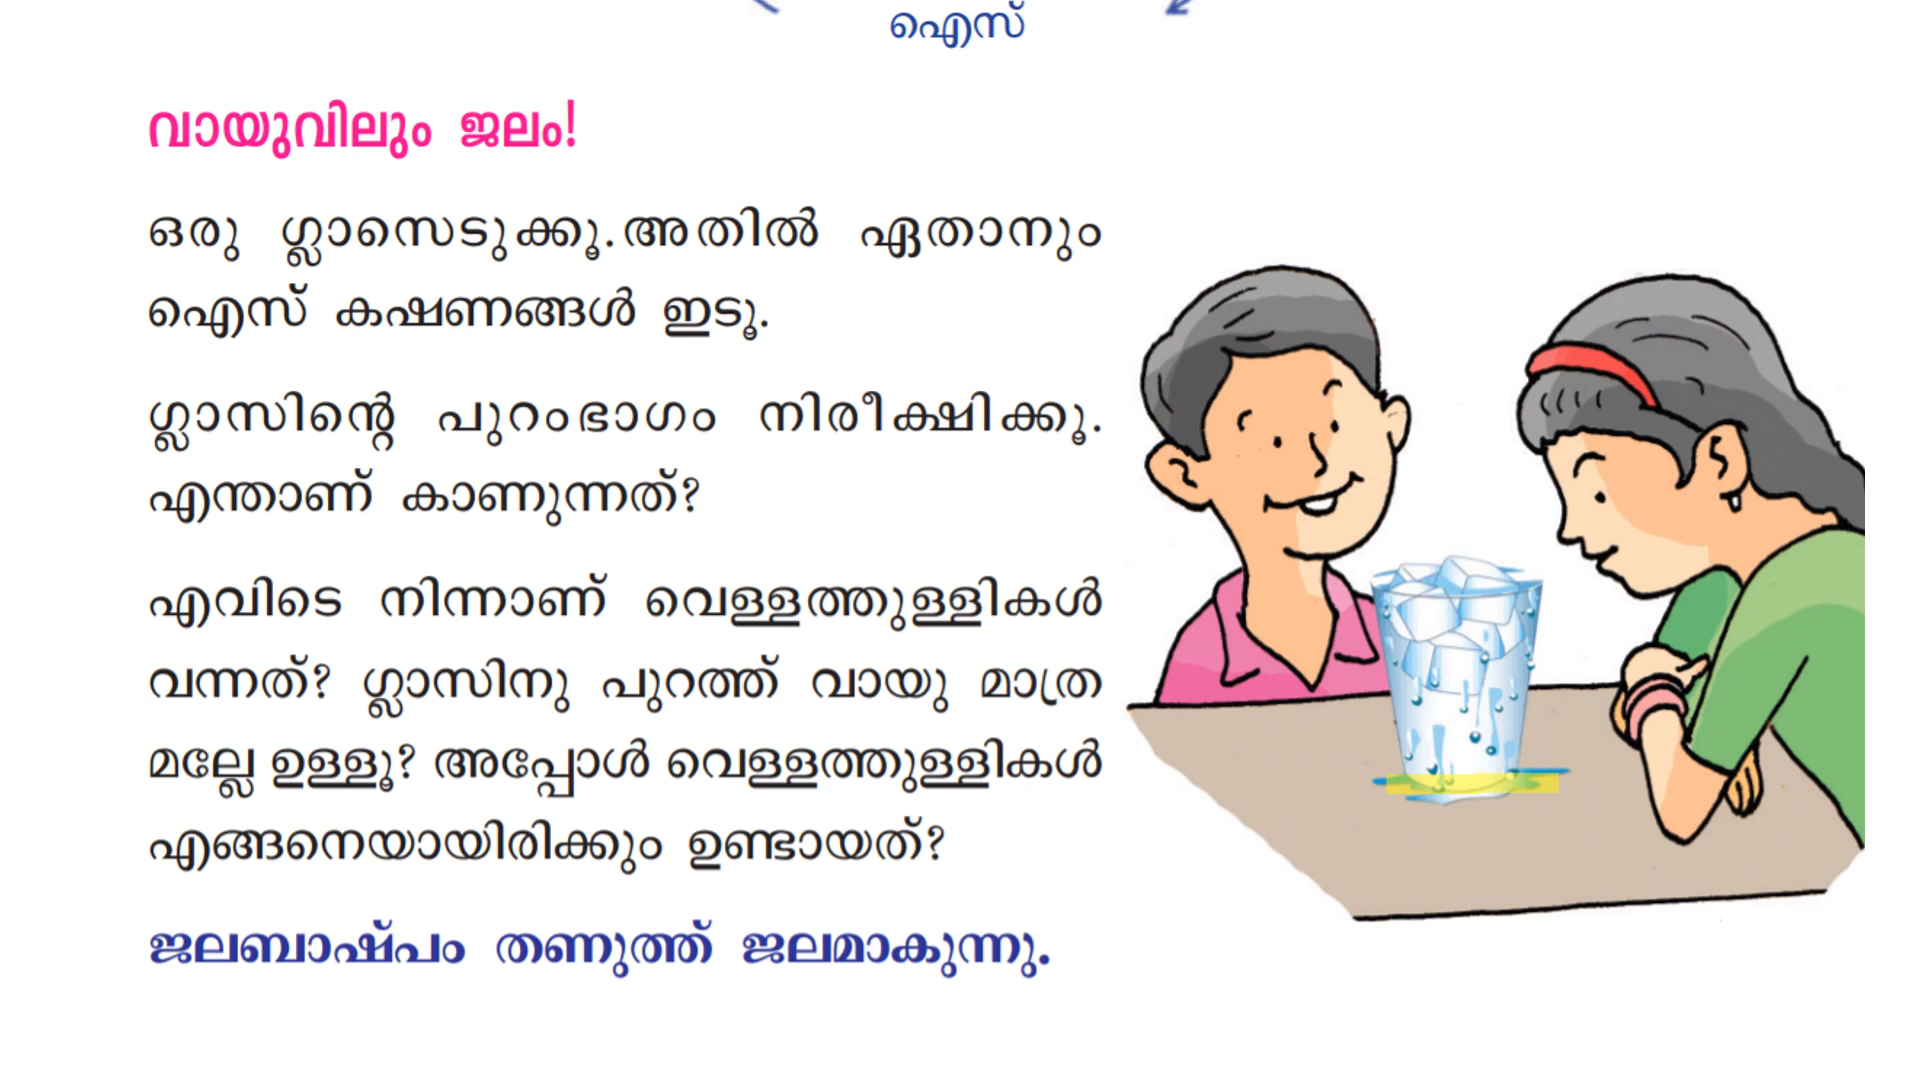 ഐസ്
വായുവിലും ജലം!
ഒരു ഗ്ലാസെടുക്കൂ.അതിൽ ഏതാനും
ഐസ് കഷണങ്ങൾ ഇടൂ.
ഗ്ലാസിന്റെ പുറംഭാഗം നിരീക്ഷിക്കൂ.
എന്താണ് കാണുന്നത്?
എവിടെ നിന്നാണ് വെള്ളത്തുള്ളികൾ
വന്നത്? ഗ്ലാസിനു പുറത്ത് വായു മാത്ര
മല്ലേ ഉള്ളൂ? അപ്പോൾ വെള്ളത്തുള്ളികൾ
എങ്ങനെയായിരിക്കും ഉണ്ടായത്?
ജലബാഷ്പം തണുത്ത് ജലമാകുന്നു.